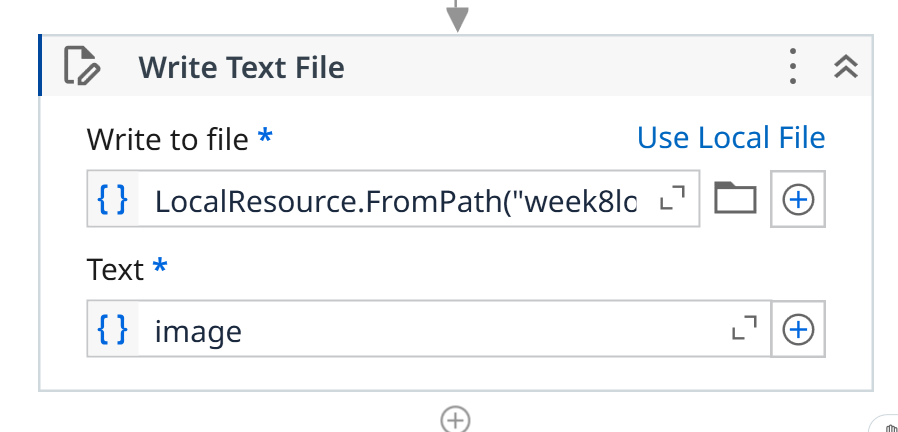 Write Text File
Write to file * Use Local File
{} LocalResource.FromPath("week8lo
Text *
{} image